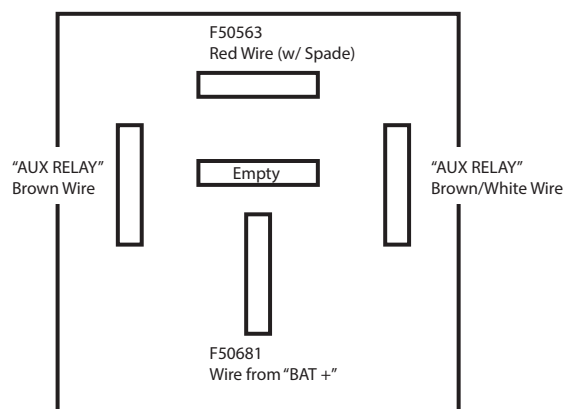 F50563
Red Wire (w/ Spade)
“AUX RELAY”
Brown Wire
Empty
“AUX RELAY”
Brown/White Wire
F50681
Wire from “BAT +”